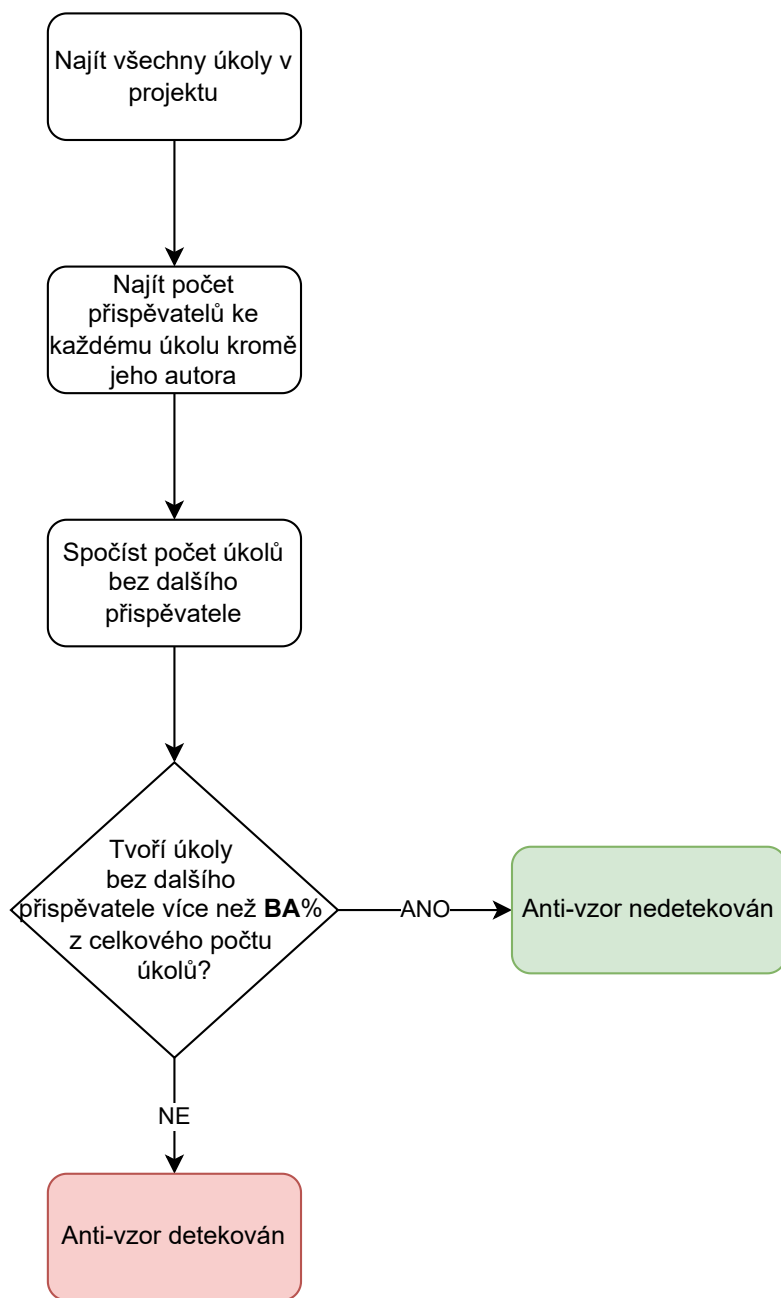 Najít všechny úkoly v
projektu
Najít počet
přispěvatelů ke
každému úkolu kromě
jeho autora
Spočíst počet úkolů
bez dalšího
přispěvatele
Tvoří úkoly
bez dalšího
přispěvatele více než BA%
z celkového počtu
úkolů?
ANO
Anti-vzor nedetekován
NE
Anti-vzor detekován